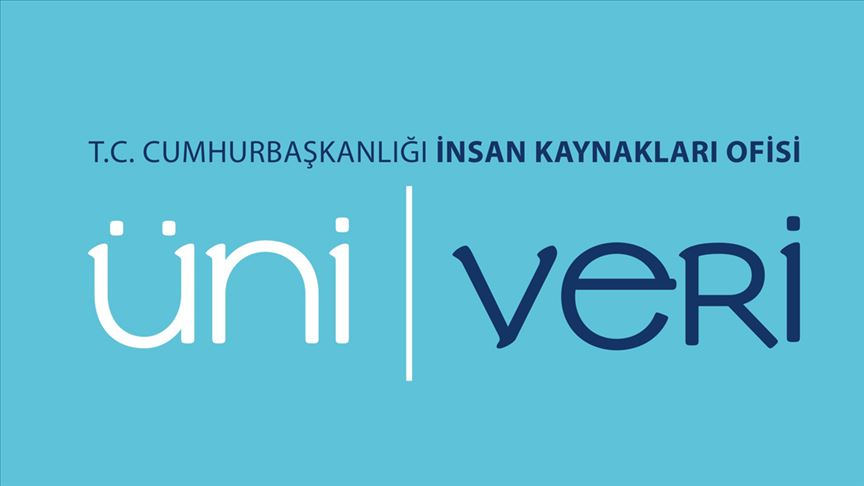 T.C. CUMHURBAŞKANLIĞI İNSAN KAYNAKLARI OFİSİ
üni | veri